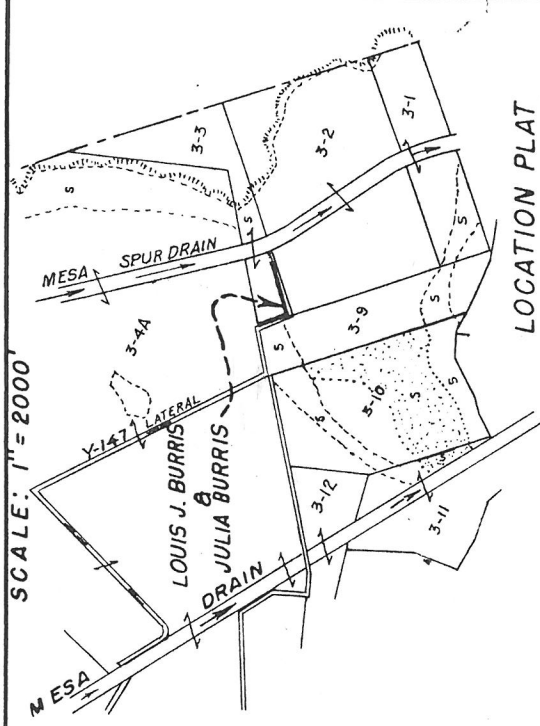 SCALE: 1" = 2000'
MESA SPUR DRAIN
3-3
3-2
3-1
S
S
3-4A
Y-147 LATERAL
LOUIS J. BURRIS
&
JULIA BURRIS
S
3-9
S
S
S
3-10
S
S
3-12
3-11
MESA DRAIN
LOCATION PLAT